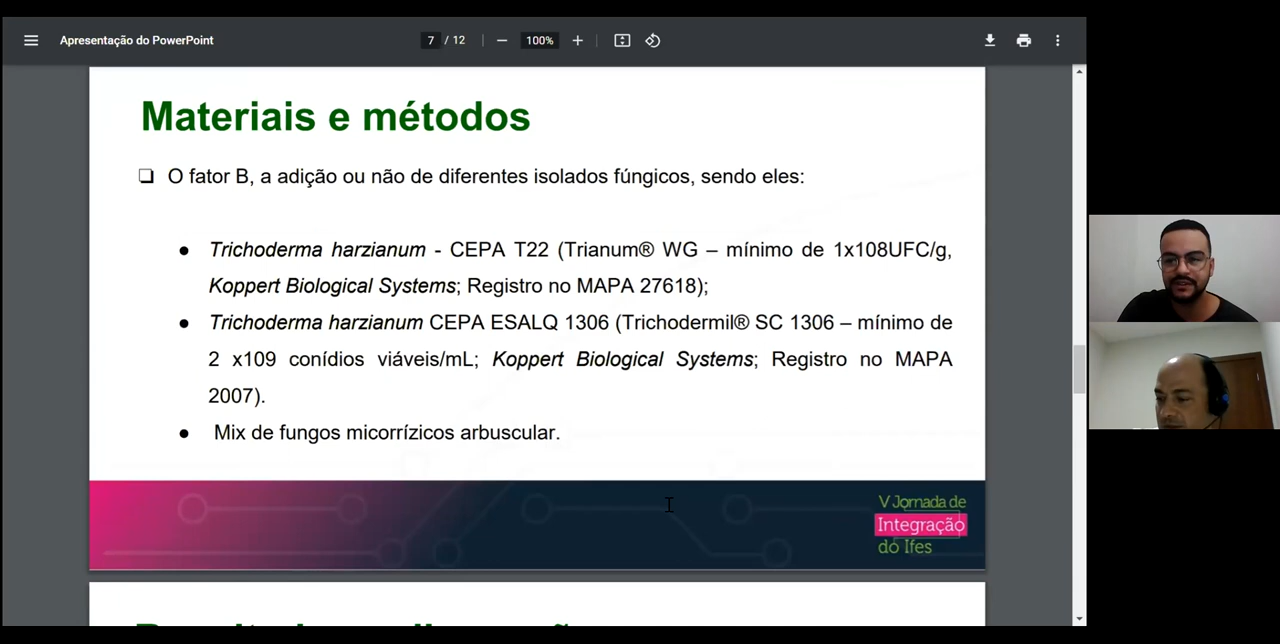 Apresentação do PowerPoint
7 / 12
100%
Materiais e métodos
O fator B, a adição ou não de diferentes isolados fúngicos, sendo eles:
Trichoderma harzianum - CEPA T22 (Trianum® WG – mínimo de 1x108UFC/g,
Koppert Biological Systems; Registro no MAPA 27618);
Trichoderma harzianum CEPA ESALQ 1306 (Trichodermil® SC 1306 – mínimo de
2 x109 conídios viáveis/mL; Koppert Biological Systems; Registro no MAPA
2007).
Mix de fungos micorrízicos arbuscular.
V Jornada de
Integração
do Ifes